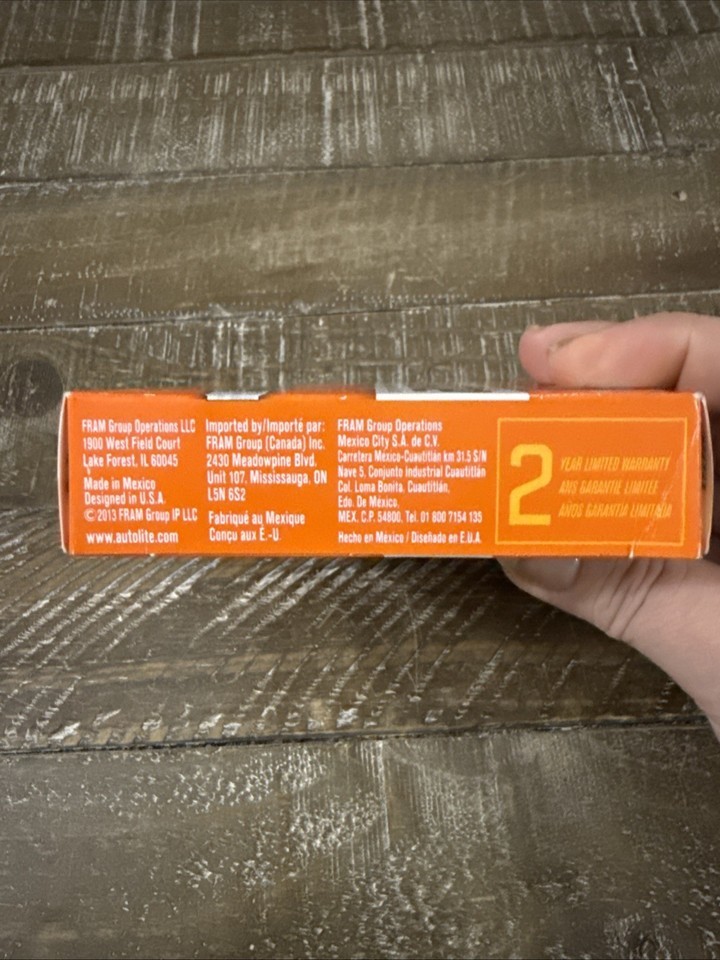 FRAM Group Operations LLC
1900 West Field Court
Lake Forest, IL 60045
Made in Mexico
Designed in U.S.A.
©2013 FRAM Group IP LLC
www.autolite.com
Imported by/Importé par:
FRAM Group (Canada) Inc.
2430 Meadowpine Blvd.
Unit 107, Mississauga, ON
L5N 6S2
Fabriqué au Mexique
Conçu aux É.-U.
FRAM Group Operations
Mexico City S.A. de C.V.
Carretera México-Cuautitlán km 31.5 S/N
Nave 5, Conjunto Industrial Cuautitlán
Col. Loma Bonita, Cuautitlán,
Edo. De México,
MEX. C.P. 54800, Tel. 01 800 7154 135
Hecho en México / Diseñado en E.U.A.
2
YEAR LIMITED WARRANTY
ANS GARANTIE LIMITÉE
AÑOS GARANTÍA LIMITADA